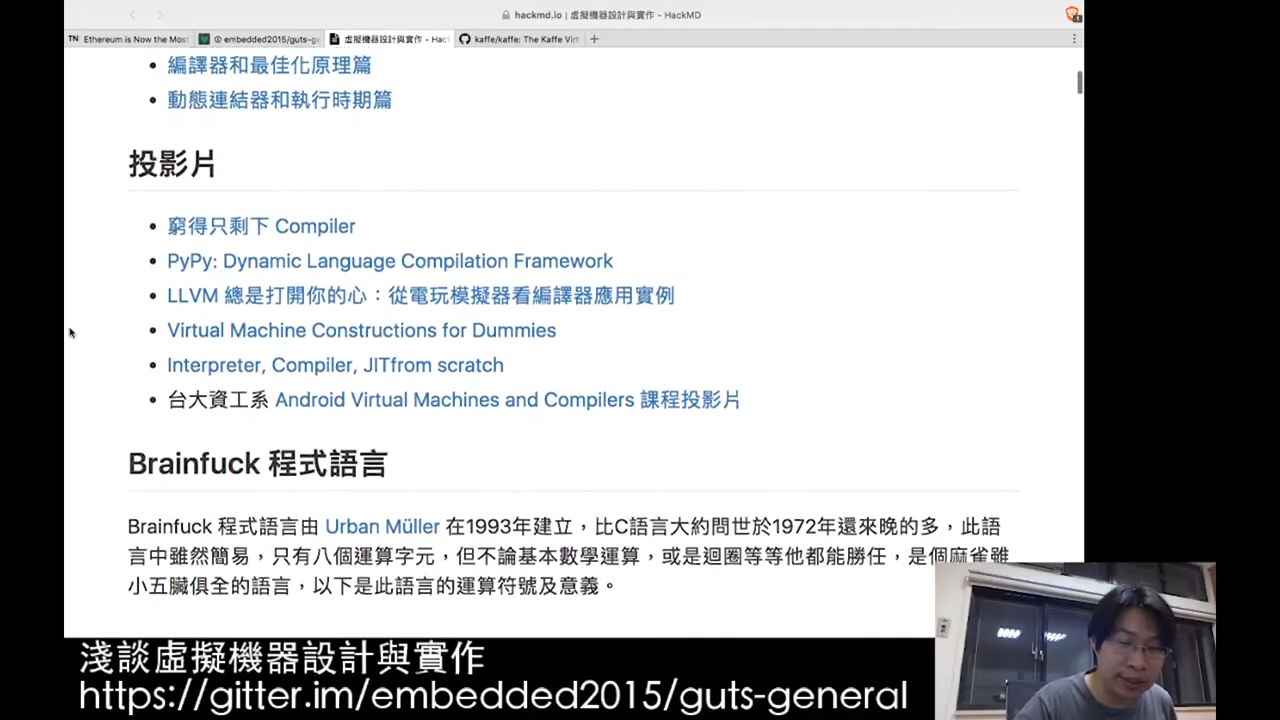 hackmd.io | 虛擬機器設計與實作 - HackMD
TN Ethereum is Now the Mos
embedded2015/guts-ge
虛擬機器設計與實作 - Hac
kaffe/kaffe: The Kaffe Virt
編譯器和最佳化原理篇
動態連結器和執行時期篇
投影片
窮得只剩下 Compiler
PyPy: Dynamic Language Compilation Framework
LLVM 總是打開你的心：從電玩模擬器看編譯器應用實例
Virtual Machine Constructions for Dummies
Interpreter, Compiler, JITfrom scratch
台大資工系 Android Virtual Machines and Compilers 課程投影片
Brainfuck 程式語言
Brainfuck 程式語言由 Urban Müller 在1993年建立，比C語言大約問世於1972年還來晚的多，此語
言中雖然簡易，只有八個運算字元，但不論基本數學運算，或是迴圈等等他都能勝任，是個麻雀雖
小五臟俱全的語言，以下是此語言的運算符號及意義。
淺談虛擬機器設計與實作
https://gitter.im/embedded2015/guts-general